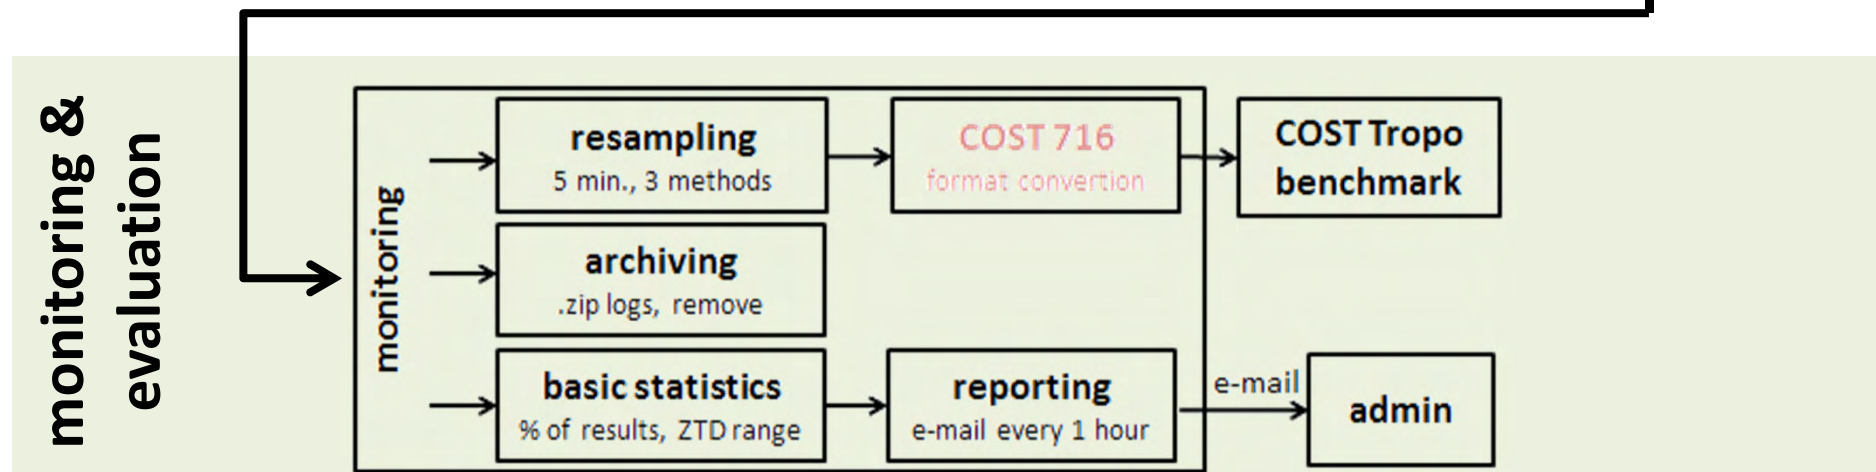 monitoring &
evaluation
monitoring
resampling
5 min., 3 methods
COST 716
format convertion
COST Tropo
benchmark
archiving
.zip logs, remove
basic statistics
% of results, ZTD range
reporting
e-mail every 1 hour
e-mail
admin